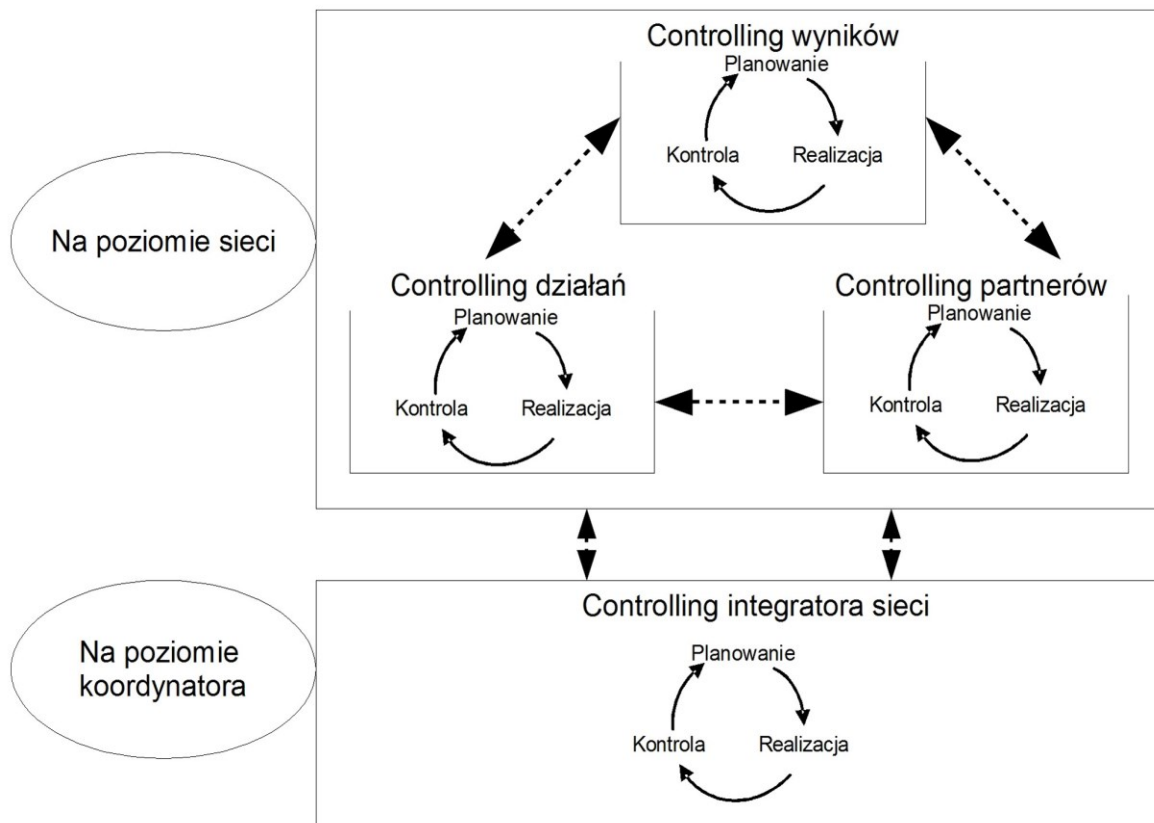 Controlling wyników
Planowanie
Kontrola
Realizacja
Na poziomie sieci
Controlling działań
Planowanie
Kontrola
Realizacja
Controlling partnerów
Planowanie
Kontrola
Realizacja
Na poziomie
koordynatora
Controlling integratora sieci
Planowanie
Kontrola
Realizacja